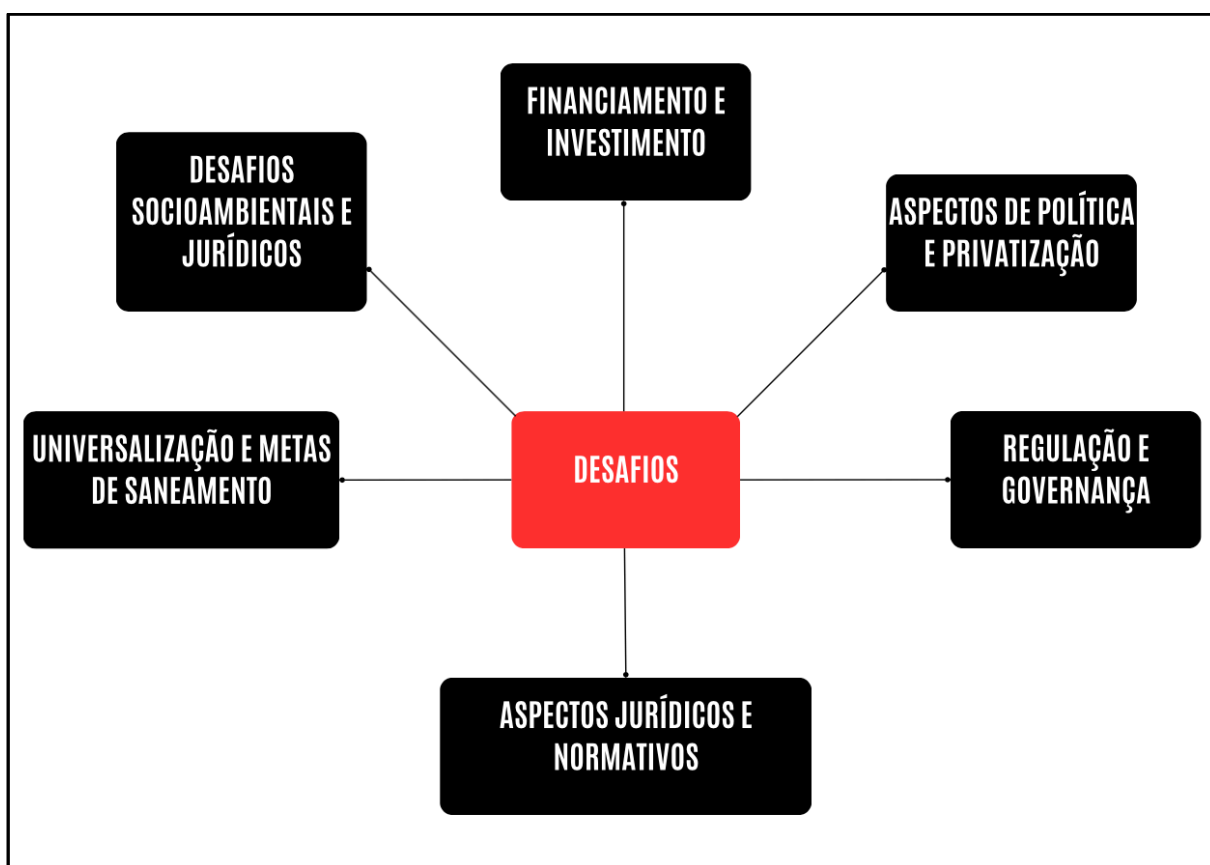 FINANCIAMENTO E
INVESTIMENTO
DESAFIOS
SOCIOAMBIENTAIS E
JURÍDICOS
ASPECTOS DE POLÍTICA
E PRIVATIZAÇÃO
UNIVERSALIZAÇÃO E METAS
DE SANEAMENTO
DESAFIOS
REGULAÇÃO E
GOVERNANÇA
ASPECTOS JURÍDICOS E
NORMATIVOS